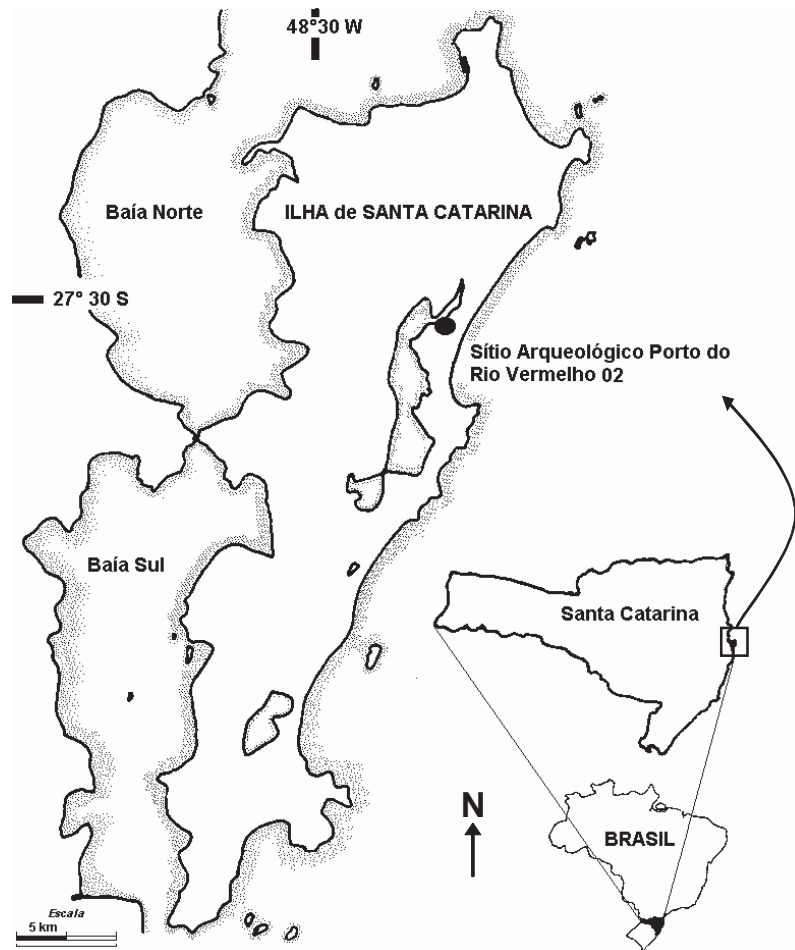 48°30 W
Baía Norte
ILHA de SANTA CATARINA
27° 30 S
Sítio Arqueológico Porto do
Rio Vermelho 02
Baía Sul
Santa Catarina
N
BRASIL
Escala
5 km